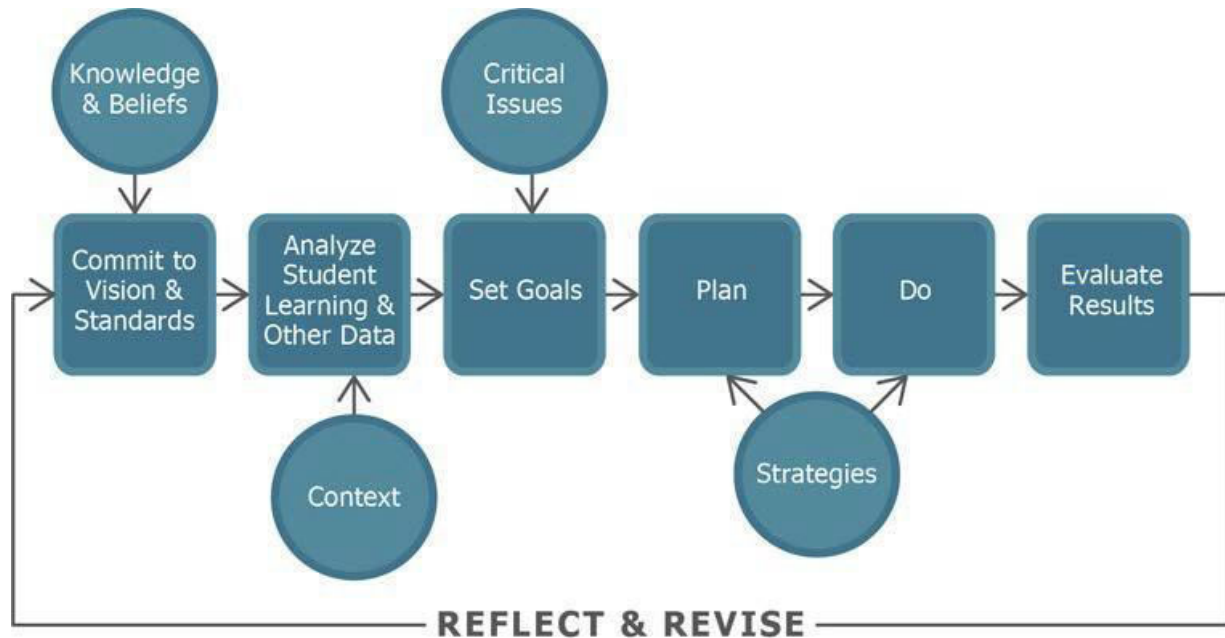 Knowledge
& Beliefs
Critical
Issues
Commit to
Vision &
Standards
Analyze
Student
Learning &
Other Data
Set Goals
Plan
Do
Evaluate
Results
Context
Strategies
REFLECT & REVISE